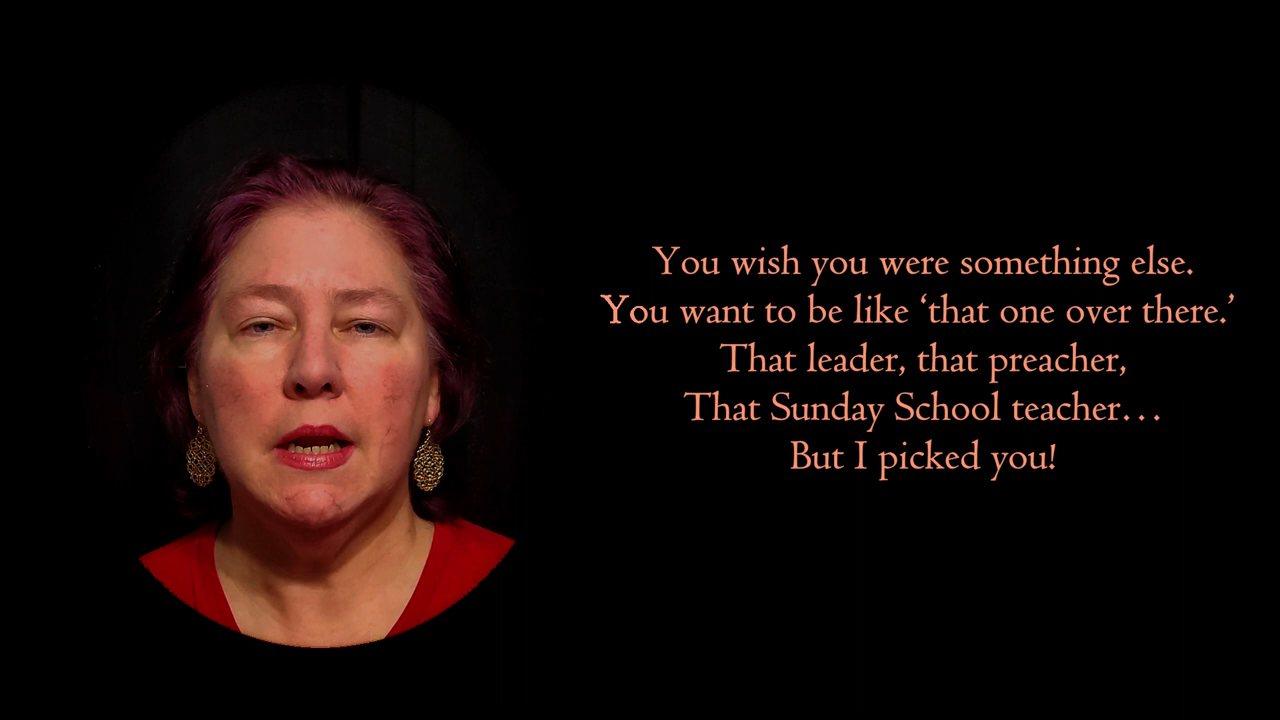 You wish you were something else.
You want to be like ‘that one over there.’
That leader, that preacher,
That Sunday School teacher…
But I picked you!